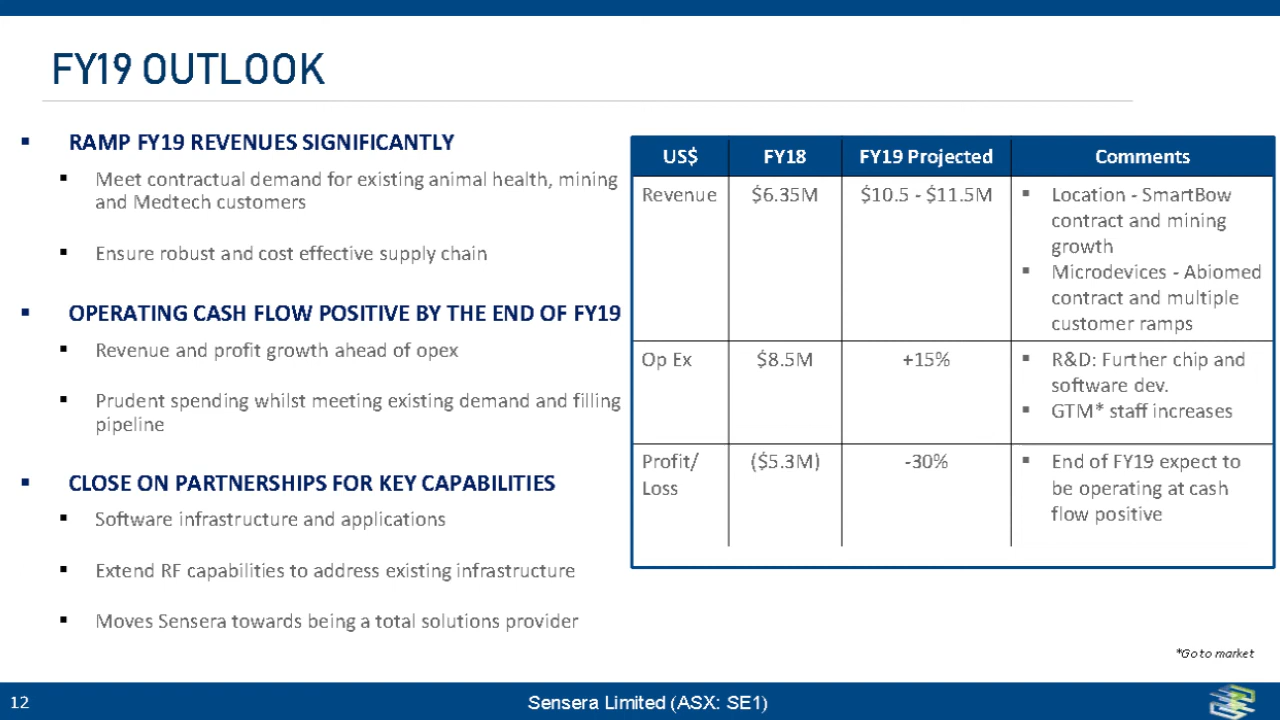 FY19 OUTLOOK
▪ RAMP FY19 REVENUES SIGNIFICANTLY
▪ Meet contractual demand for existing animal health, mining
and Medtech customers
▪ Ensure robust and cost effective supply chain
▪ OPERATING CASH FLOW POSITIVE BY THE END OF FY19
▪ Revenue and profit growth ahead of opex
▪ Prudent spending whilst meeting existing demand and filling
pipeline
▪ CLOSE ON PARTNERSHIPS FOR KEY CAPABILITIES
▪ Software infrastructure and applications
▪ Extend RF capabilities to address existing infrastructure
▪ Moves Sensera towards being a total solutions provider
US$ FY18 FY19 Projected Comments
Revenue $6.35M $10.5 - $11.5M ▪ Location - SmartBow
contract and mining
growth
▪ Microdevices - Abiomed
contract and multiple
customer ramps
Op Ex $8.5M +15% ▪ R&D: Further chip and
software dev.
▪ GTM* staff increases
Profit/ ($5.3M) -30% ▪ End of FY19 expect to
Loss be operating at cash
flow positive
*Go to market
12 Sensera Limited (ASX: SE1)